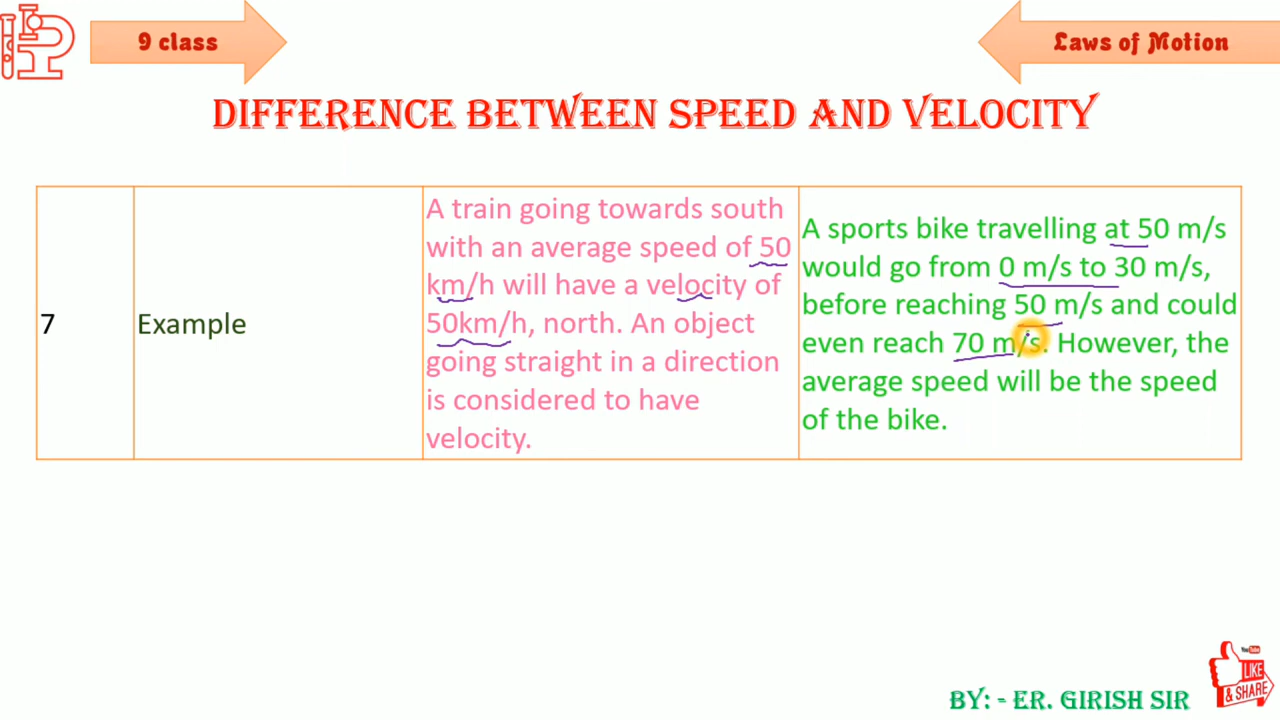 9 class
Laws of Motion
DIFFERENCE BETWEEN SPEED AND VELOCITY
7
Example
A train going towards south
with an average speed of 50
km/h will have a velocity of
50km/h, north. An object
going straight in a direction
is considered to have
velocity.
A sports bike travelling at 50 m/s
would go from 0 m/s to 30 m/s,
before reaching 50 m/s and could
even reach 70 m/s. However, the
average speed will be the speed
of the bike.
YouTube
LIKE
& SHARE
BY: - ER. GIRISH SIR